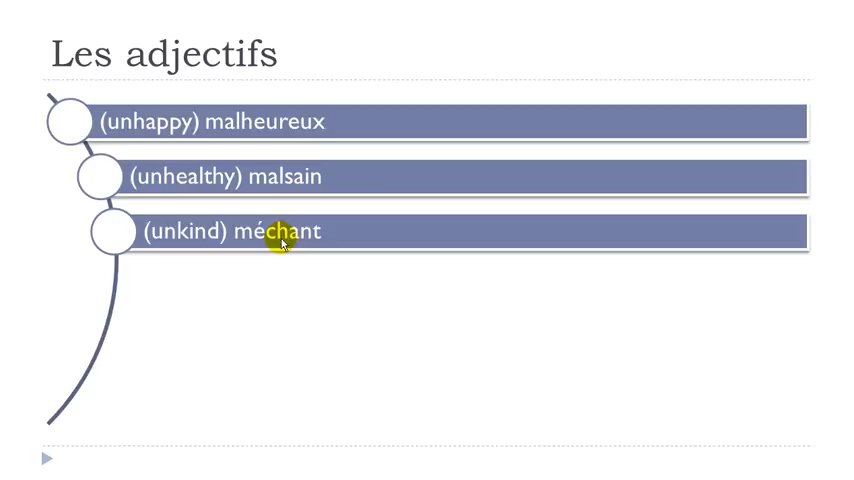 Les adjectifs
(unhappy) malheureux
(unhealthy) malsain
(unkind) méchant